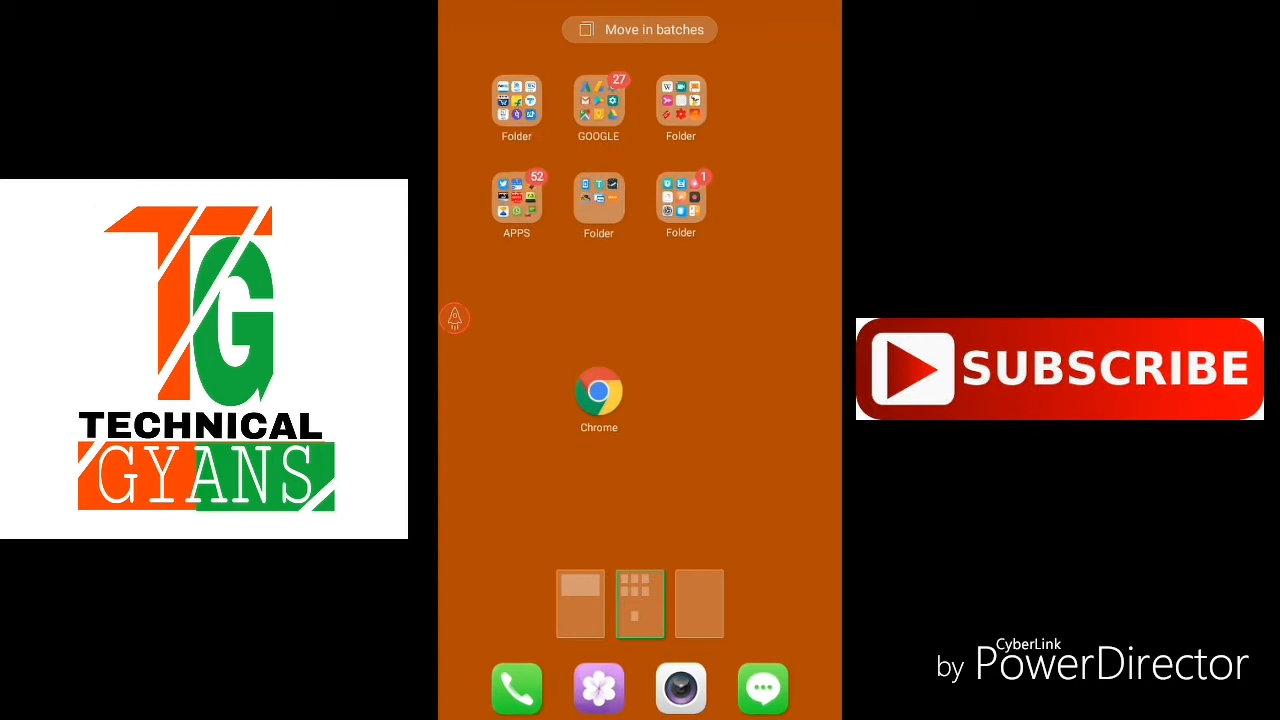 Move in batches
27
Folder
GOOGLE
Folder
52
1
APPS
Folder
Folder
Chrome
TG
TECHNICAL
GYANS
SUBSCRIBE
CyberLink
by PowerDirector